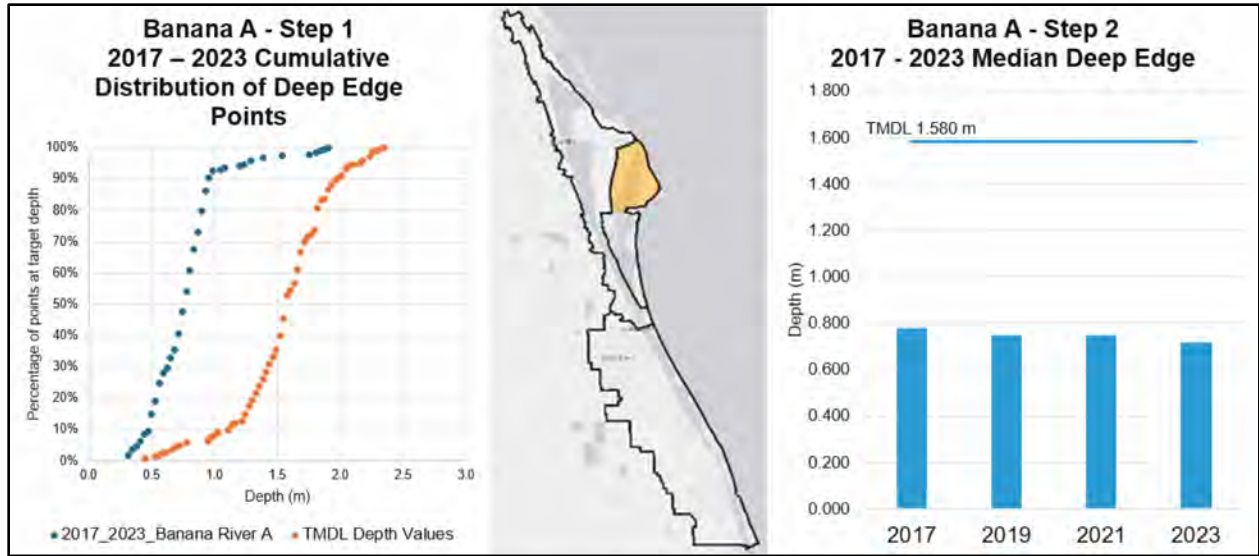 Banana A - Step 1
2017 – 2023 Cumulative
Distribution of Deep Edge
Points
Percentage of points at target depth
100%
90%
80%
70%
60%
50%
40%
30%
20%
10%
0%
0.0 0.5 1.0 1.5 2.0 2.5 3.0
Depth (m)
2017_2023_Banana River A TMDL Depth Values
Banana A - Step 2
2017 - 2023 Median Deep Edge
Depth (m)
1.800
TMDL 1.580 m
1.600
1.400
1.200
1.000
0.800
0.600
0.400
0.200
0.000
2017 2019 2021 2023